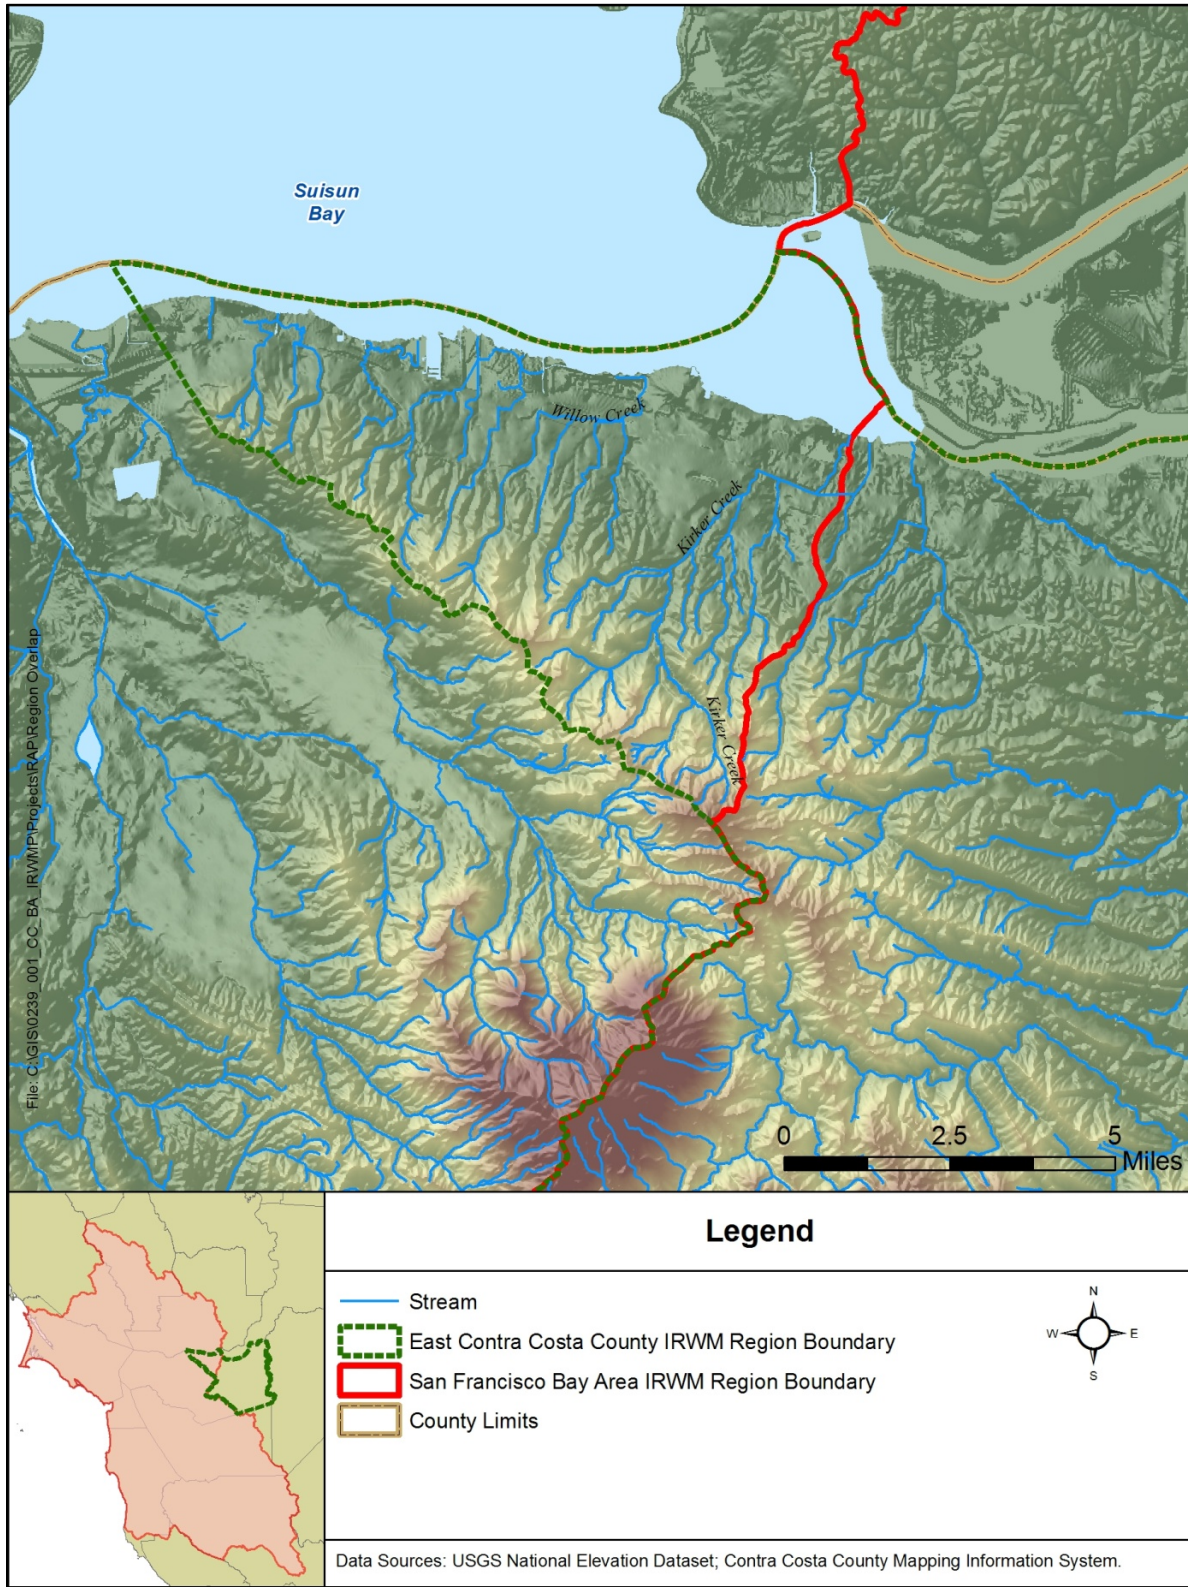 Suisun
Bay
Willow Creek
Kirker Creek
Kirker Creek
File: C:\GIS\0239_001_CC_BA_IRWMP\Projects\RAP\Region Overlap
0 2.5 5
Miles
Legend
Stream
East Contra Costa County IRWM Region Boundary
San Francisco Bay Area IRWM Region Boundary
County Limits
N
W E
S
Data Sources: USGS National Elevation Dataset; Contra Costa County Mapping Information System.